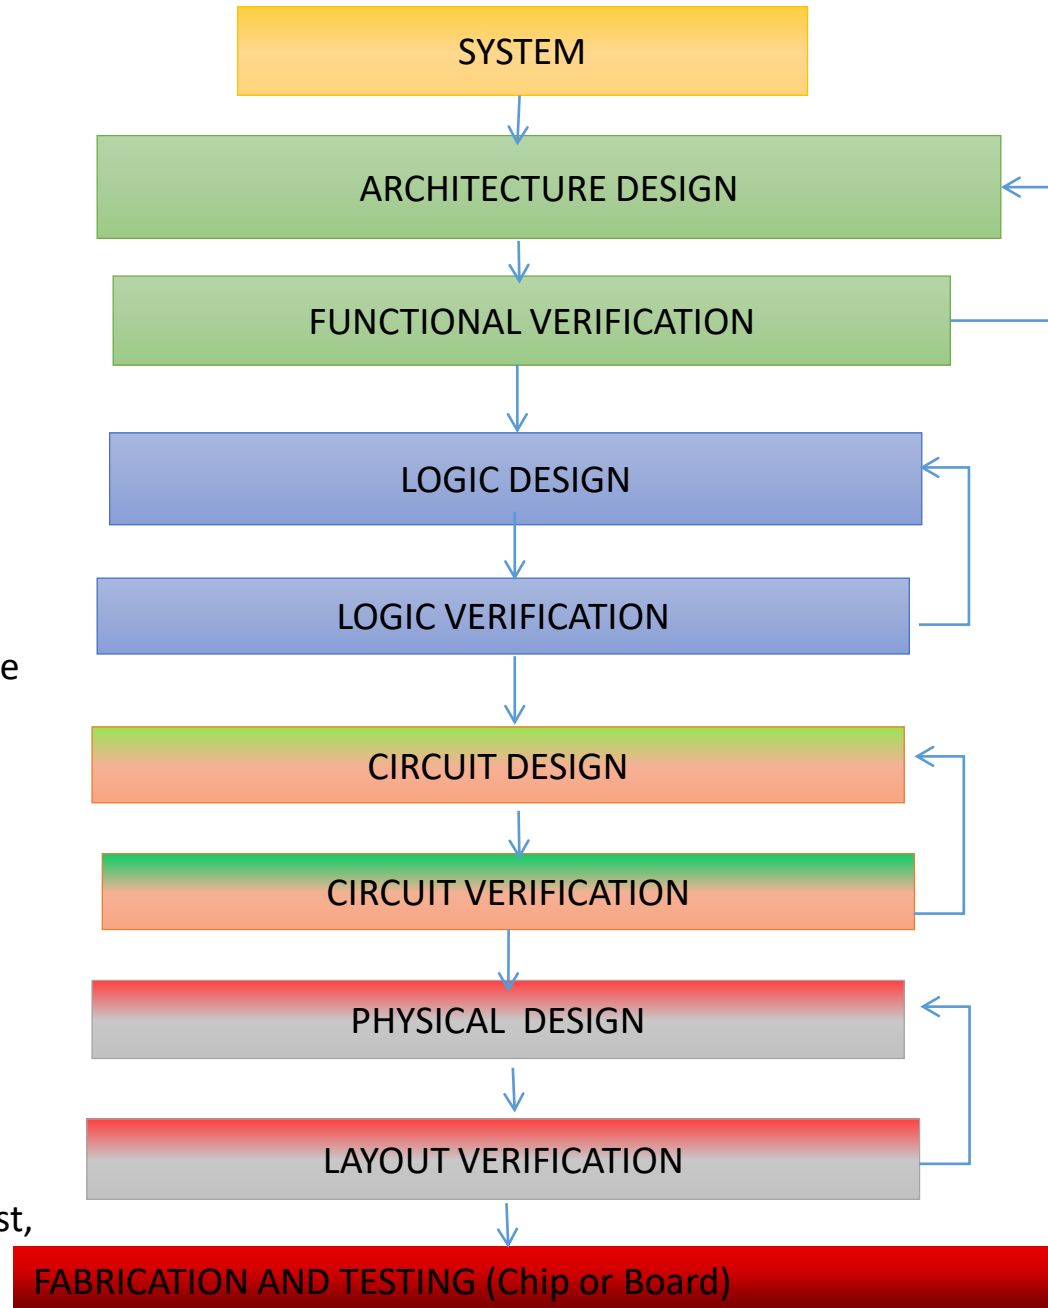 SYSTEM
ARCHITECTURE DESIGN
FUNCTIONAL VERIFICATION
LOGIC DESIGN
LOGIC VERIFICATION
e
CIRCUIT DESIGN
CIRCUIT VERIFICATION
PHYSICAL DESIGN
LAYOUT VERIFICATION
st,
FABRICATION AND TESTING (Chip or Board)